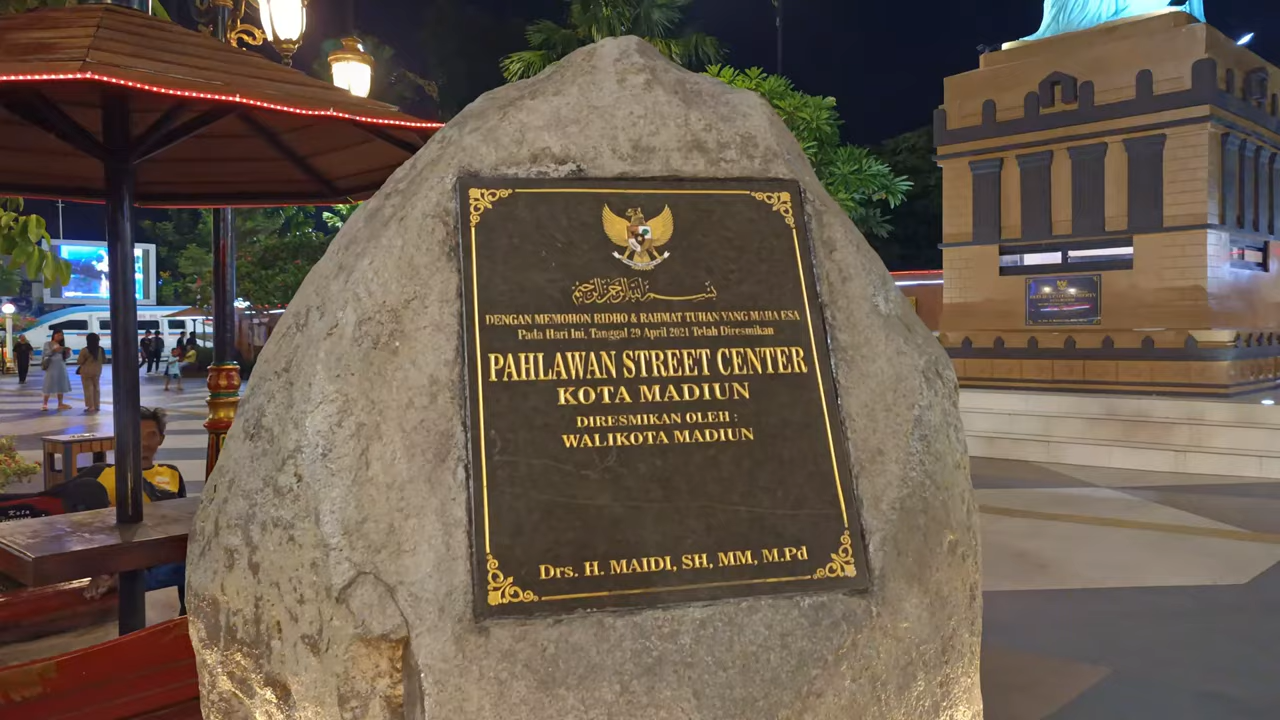 بسم الله الرحمن الرحيم
DENGAN MEMOHON RIDHO & RAHMAT TUHAN YANG MAHA ESA
Pada Hari Ini, Tanggal 29 April 2021 Telah Diresmikan
PAHLAWAN STREET CENTER
KOTA MADIUN
DIRESMIKAN OLEH :
WALIKOTA MADIUN
Drs. H. MAIDI, SH, MM, M.Pd